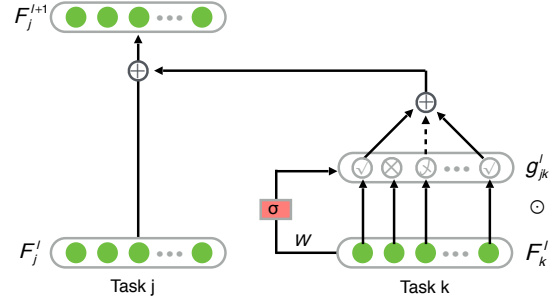 F_j^{l+1}
g_{jk}^l
σ
⊙
W
F_j^l
F_k^l
Task j
Task k